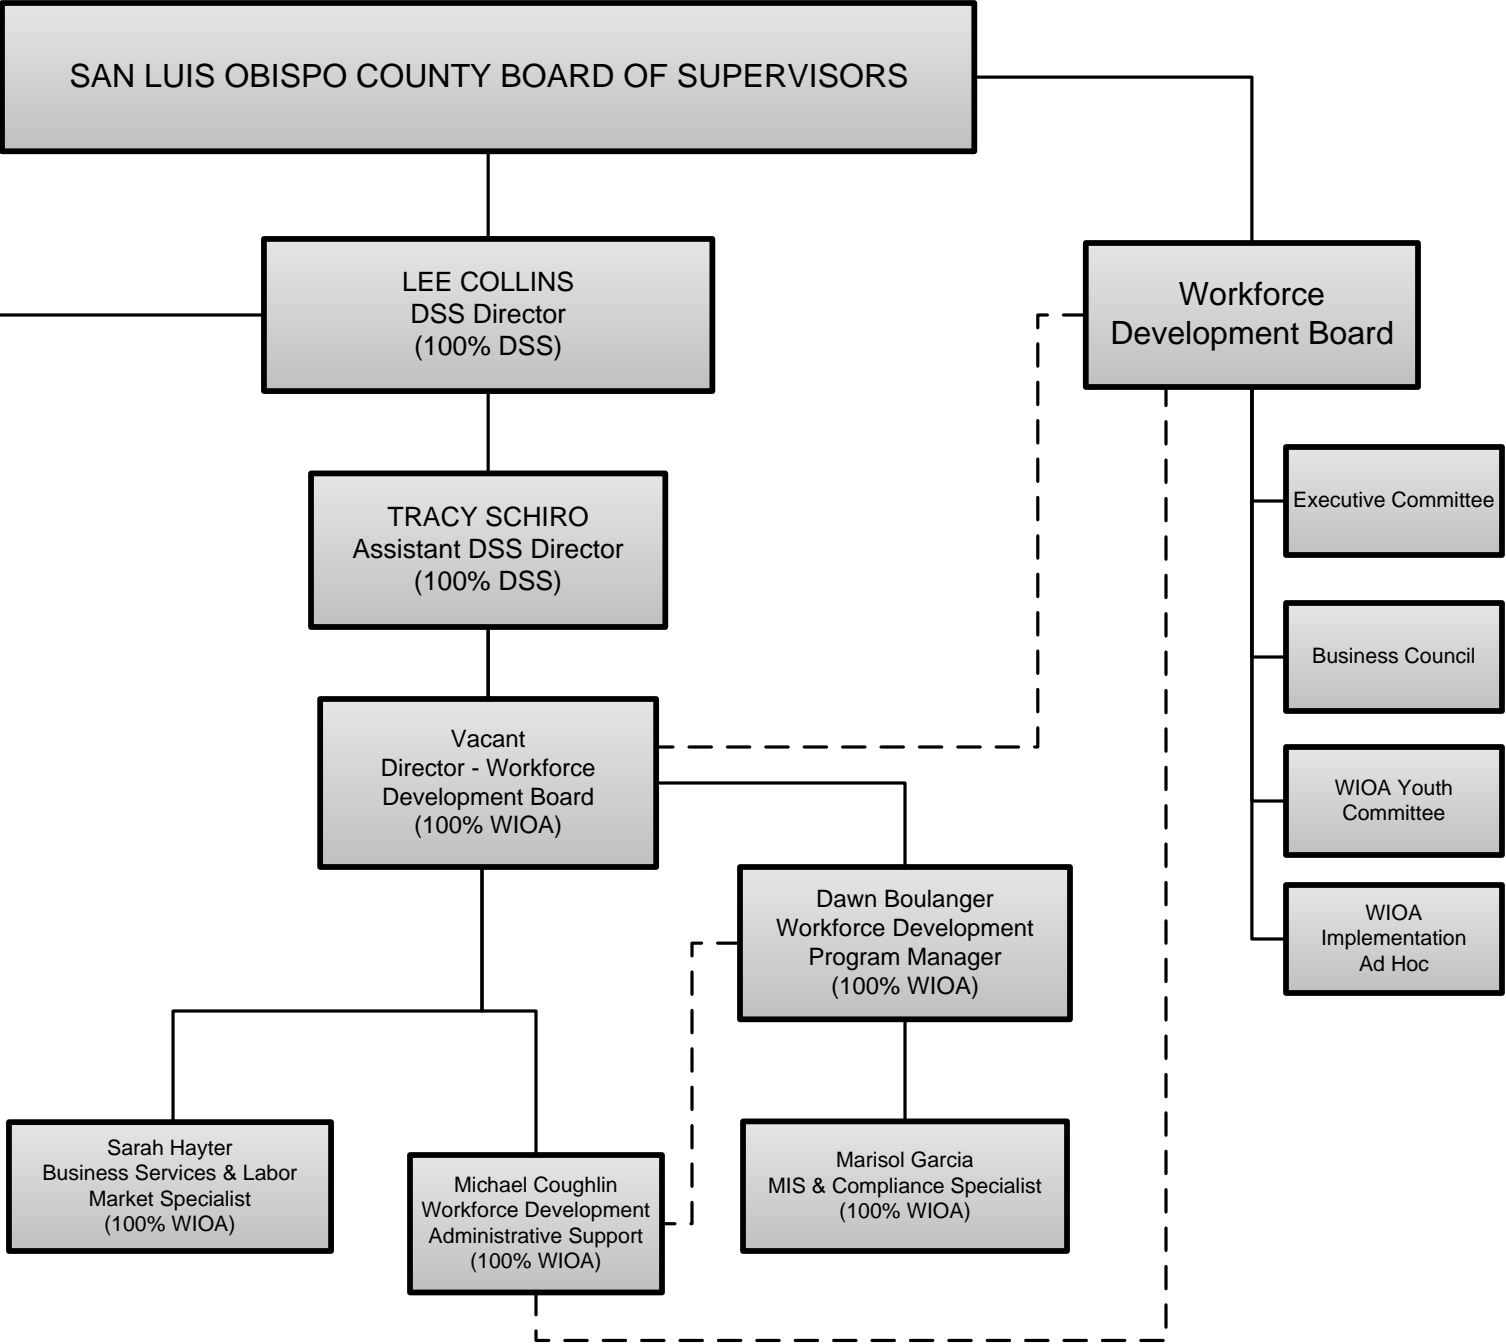 SAN LUIS OBISPO COUNTY BOARD OF SUPERVISORS
LEE COLLINS
DSS Director
(100% DSS)
Workforce
Development Board
TRACY SCHIRO
Assistant DSS Director
(100% DSS)
Executive Committee
Business Council
Vacant
Director - Workforce
Development Board
(100% WIOA)
WIOA Youth
Committee
Dawn Boulanger
Workforce Development
Program Manager
(100% WIOA)
WIOA
Implementation
Ad Hoc
Sarah Hayter
Business Services & Labor
Market Specialist
(100% WIOA)
Michael Coughlin
Workforce Development
Administrative Support
(100% WIOA)
Marisol Garcia
MIS & Compliance Specialist
(100% WIOA)